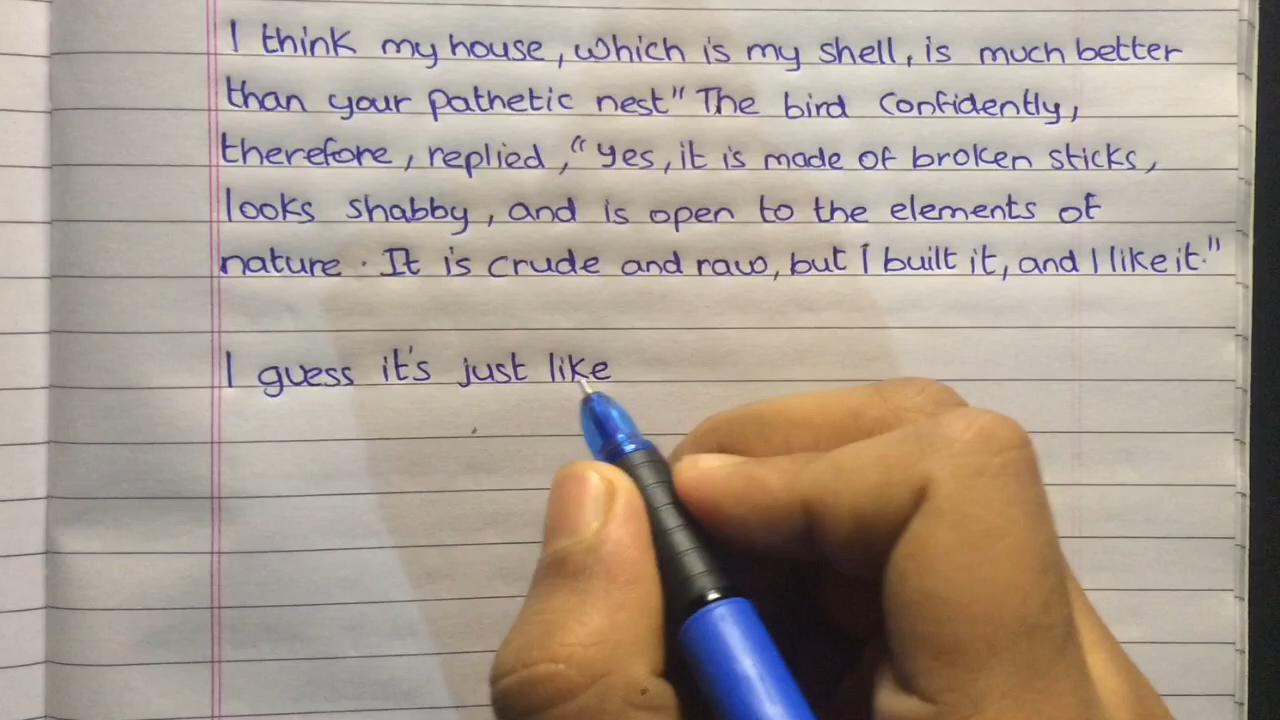 I think my house, which is my shell, is much better
than your pathetic nest" The bird confidently,
therefore, replied, "Yes, it is made of broken sticks,
looks shabby, and is open to the elements of
nature. It is crude and raw, but I built it, and I like it."
I guess it's just like